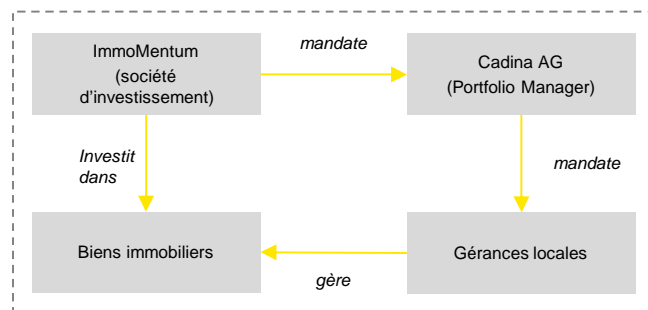 ImmoMentum
(société
d'investissement)
mandate
Cadina AG
(Portfolio Manager)
Investit
dans
mandate
Biens immobiliers
gère
Gérances locales